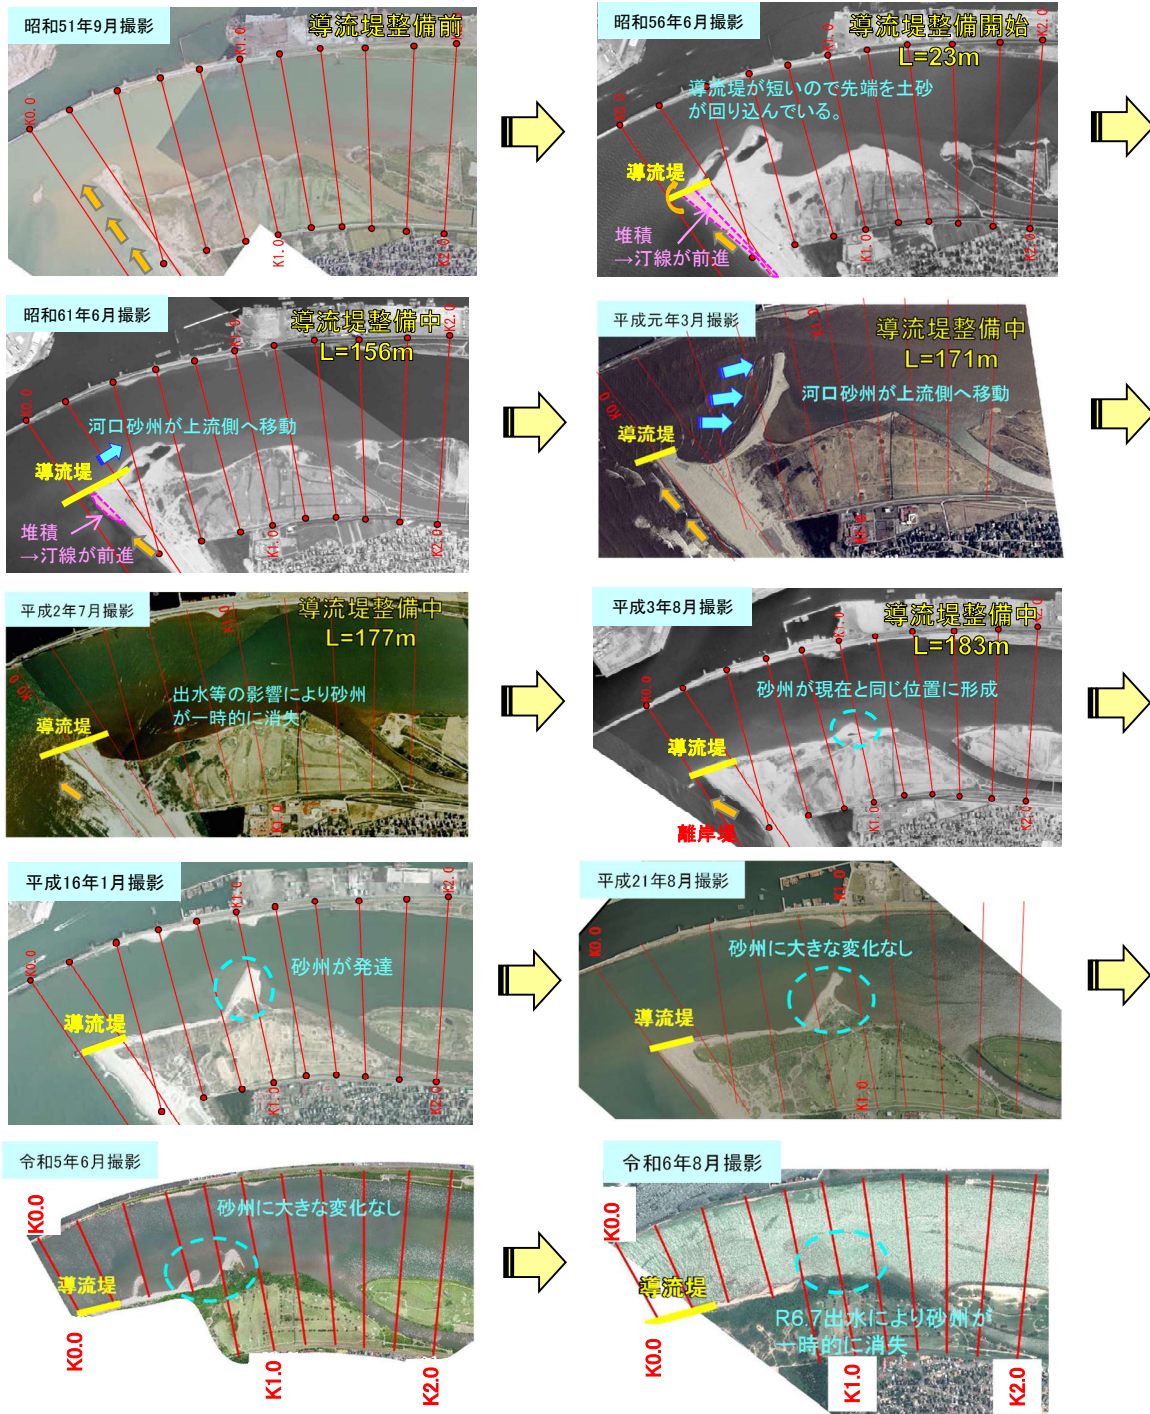 昭和51年9月撮影
導流堤整備前
K0.0
K1.0
K2.0
K1.0
K2.0
昭和56年6月撮影
導流堤整備開始
L=23m
導流堤が短いので先端を土砂
が回り込んでいる。
K0.0
K1.0
K2.0
導流堤
堆積
→汀線が前進
K1.0
K2.0
昭和61年6月撮影
導流堤整備中
L=156m
K0.0
K1.0
K2.0
河口砂州が上流側へ移動
導流堤
堆積
→汀線が前進
K1.0
K2.0
平成元年3月撮影
導流堤整備中
L=171m
K0.0
K1.0
河口砂州が上流側へ移動
導流堤
K1.0
平成2年7月撮影
導流堤整備中
L=177m
K0.0
K1.0
出水等の影響により砂州
が一時的に消失
導流堤
K1.0
平成3年8月撮影
導流堤整備中
L=183m
K0.0
K1.0
K2.0
砂州が現在と同じ位置に形成
導流堤
離岸堤
K1.0
K2.0
平成16年1月撮影
K0.0
K1.0
K2.0
砂州が発達
導流堤
K1.0
K2.0
平成21年8月撮影
K0.0
K1.0
砂州に大きな変化なし
導流堤
K1.0
令和5年6月撮影
K0.0
砂州に大きな変化なし
導流堤
K0.0
K1.0
K2.0
令和6年8月撮影
K0.0
導流堤
R6.7出水により砂州が
一時的に消失
K0.0
K1.0
K2.0